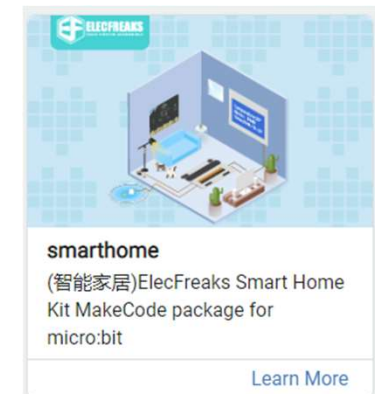 ELECFREAKS
smarthome
(智能家居)ElecFreaks Smart Home
Kit MakeCode package for
micro:bit
Learn More